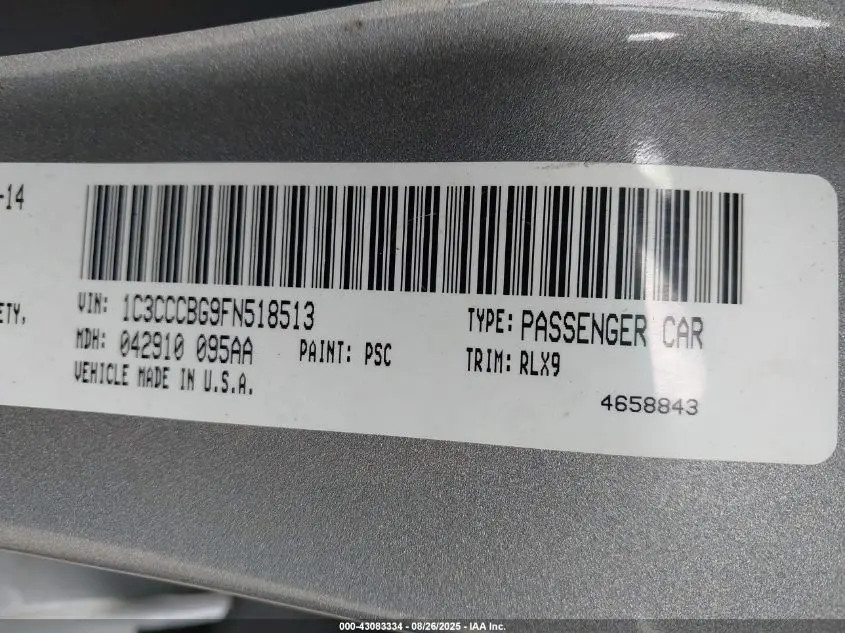 -14
ETY,
VIN: 1C3CCCBG9FN518513
TYPE: PASSENGER CAR
MDH: 042910 095AA
PAINT: PSC
TRIM: RLX9
VEHICLE MADE IN U.S.A.
4658843
000-43083334 - 08/26/2025 - IAA Inc.